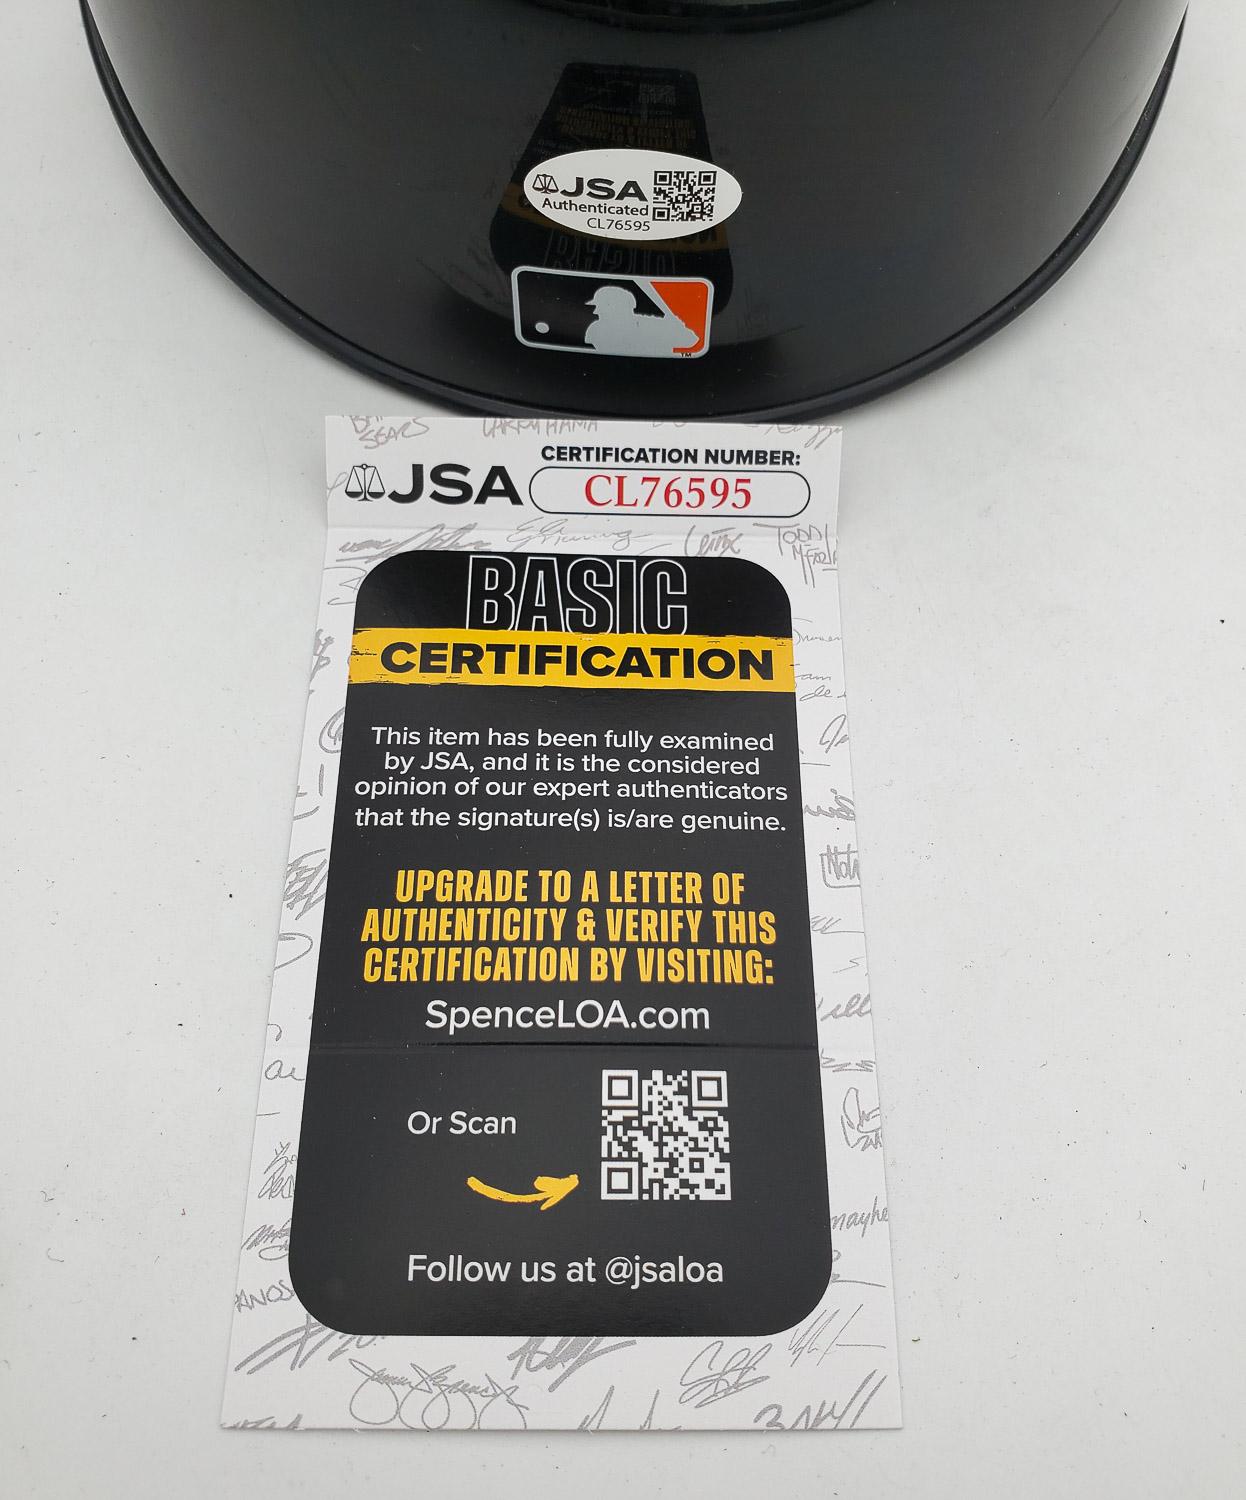 JSA
Authenticated
CL76595
TM
CERTIFICATION NUMBER:
JSA
CL76595
BASIC
CERTIFICATION
This item has been fully examined
by JSA, and it is the considered
opinion of our expert authenticators
that the signature(s) is/are genuine.
UPGRADE TO A LETTER OF
AUTHENTICITY & VERIFY THIS
CERTIFICATION BY VISITING:
SpenceLOA.com
Or Scan
Follow us at @jsaloa